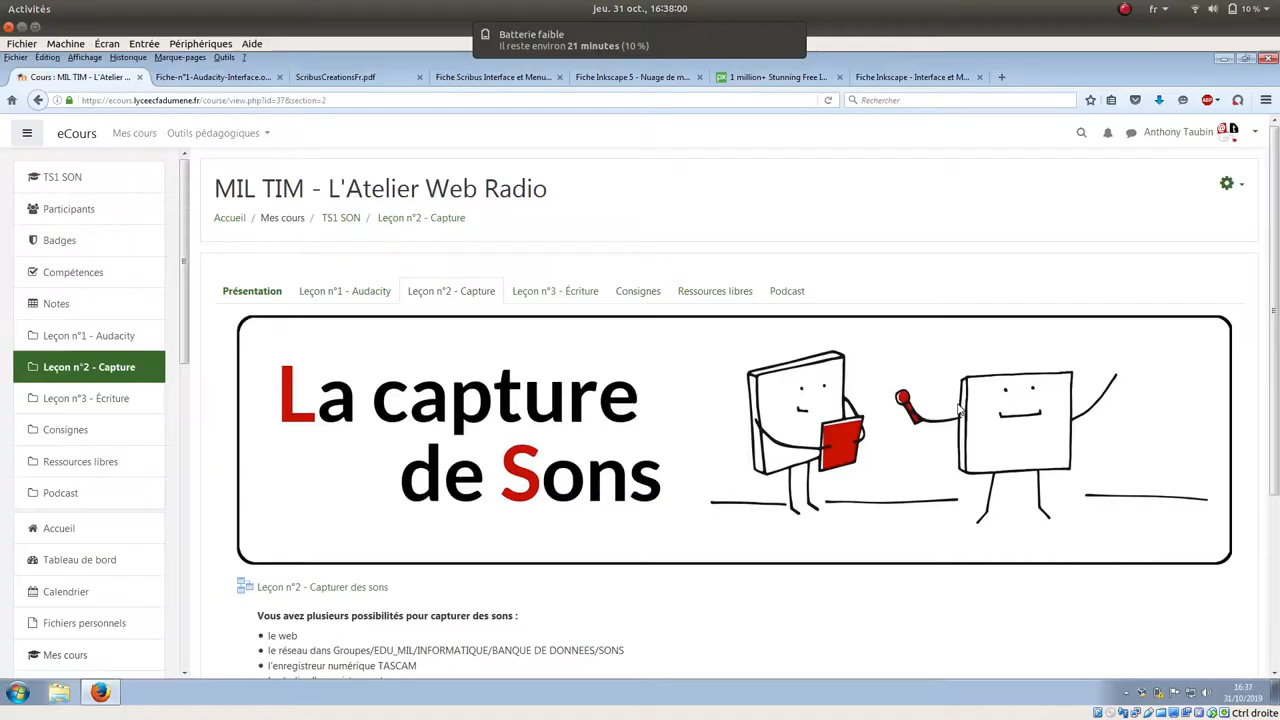 Activités
jeu. 31 oct., 16:38:00
fr
10 %
Batterie faible
Il reste environ 21 minutes (10 %)
Fichier Machine Écran Entrée Périphériques Aide
Fichier Édition Affichage Historique Marque-pages Outils ?
Cours : MIL TIM - L'Atelier ...
Fiche-n°1-Audacity-Interface.o...
ScribusCreationsFr.pdf
Fiche Scribus Interface et Menu...
Fiche Inkscape 5 - Nuage de m...
px 1 million+ Stunning Free I...
Fiche Inkscape - Interface et M...
https://ecours.lyceecfadumene.fr/course/view.php?id=37&section=2
Rechercher
eCours Mes cours Outils pédagogiques
Anthony Taubin
TS1 SON
Participants
Badges
Compétences
Notes
Leçon n°1 - Audacity
Leçon n°2 - Capture
Leçon n°3 - Écriture
Consignes
Ressources libres
Podcast
Accueil
Tableau de bord
Calendrier
Fichiers personnels
Mes cours
MIL TIM - L'Atelier Web Radio
Accueil / Mes cours / TS1 SON / Leçon n°2 - Capture
Présentation Leçon n°1 - Audacity Leçon n°2 - Capture Leçon n°3 - Écriture Consignes Ressources libres Podcast
La capture
de Sons
Leçon n°2 - Capturer des sons
Vous avez plusieurs possibilités pour capturer des sons :
le web
le réseau dans Groupes/EDU_MIL/INFORMATIQUE/BANQUE DE DONNEES/SONS
l'enregistreur numérique TASCAM
16:37
31/10/2019
Ctrl droite